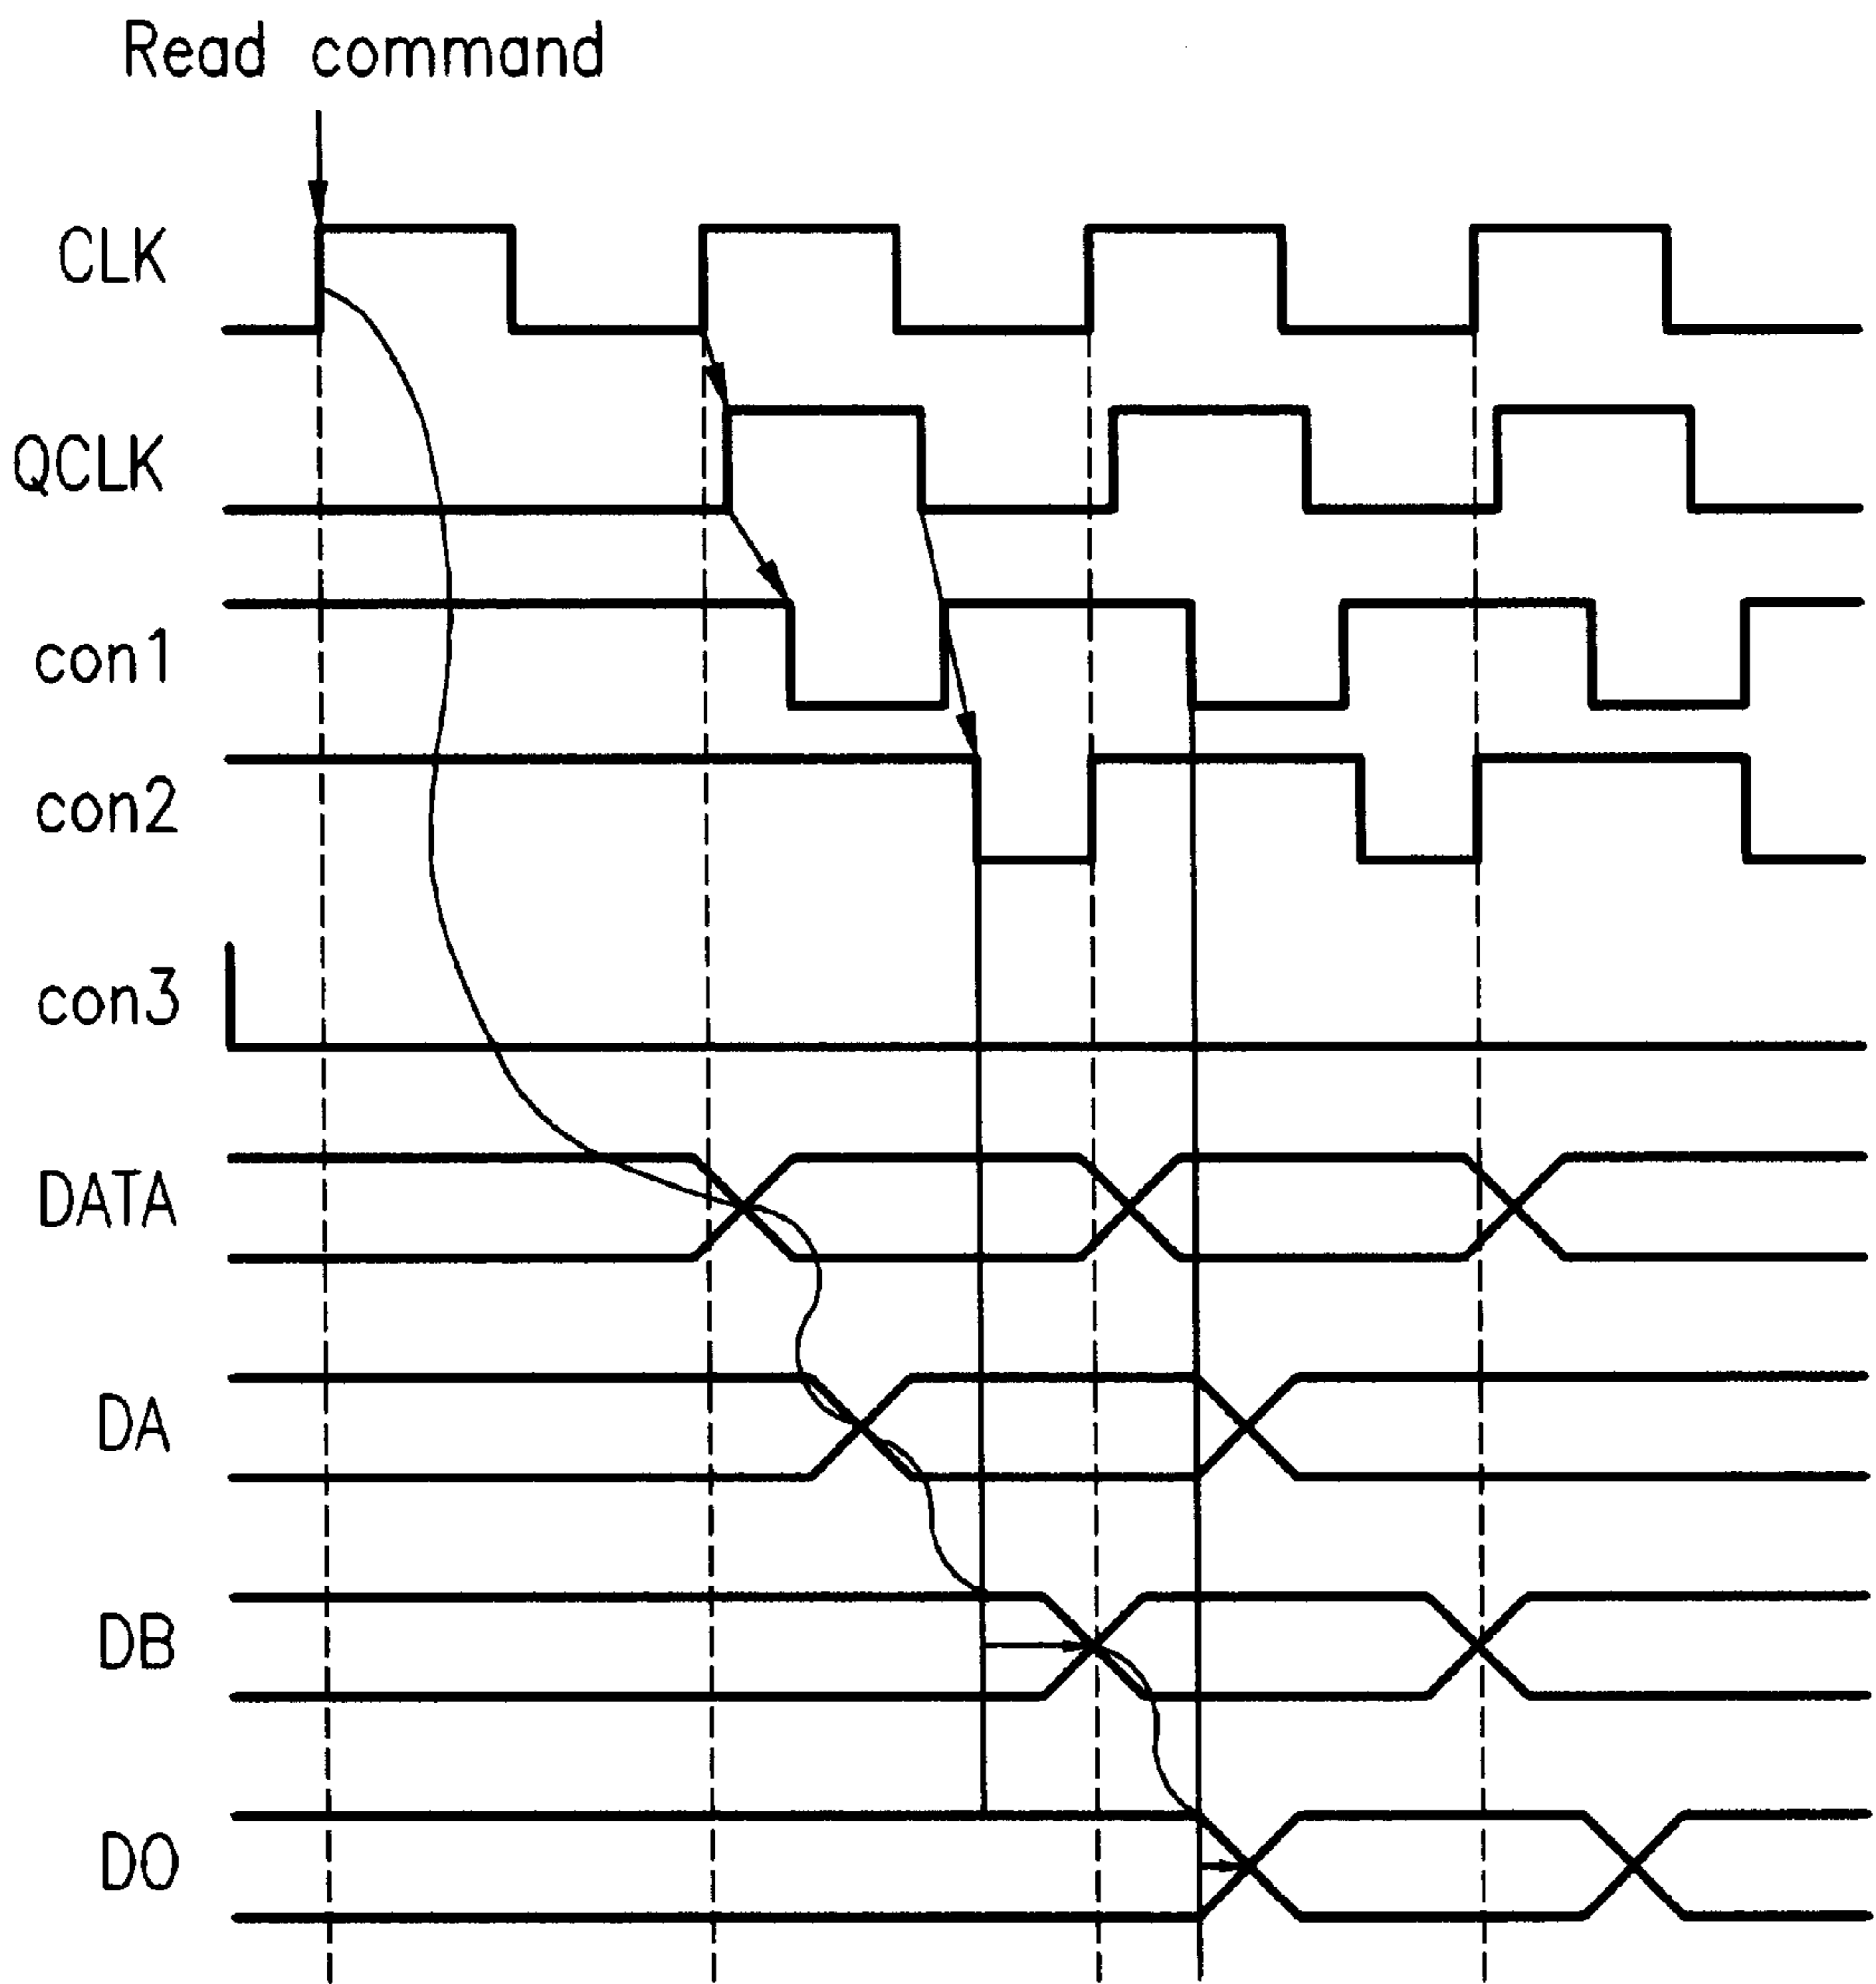 Read command
CLK
QCLK
con1
con2
con3
DATA
DA
DB
DO